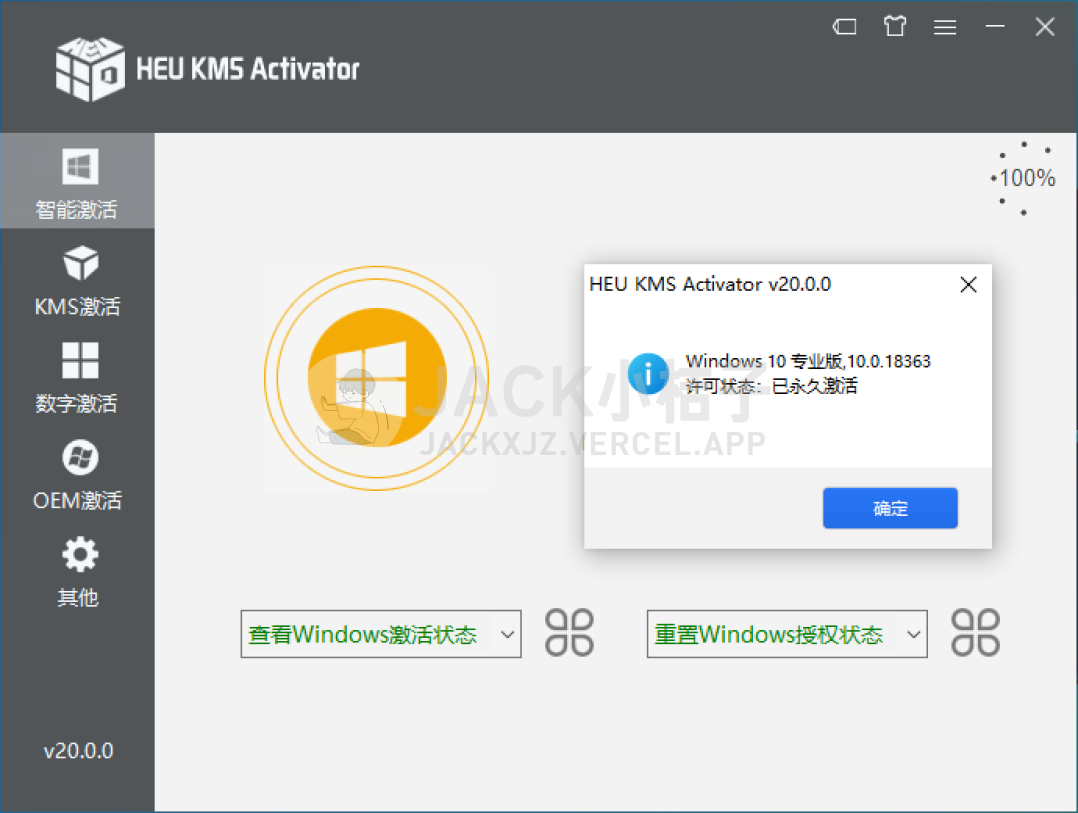 HEU KMS Activator
智能激活
KMS激活
数字激活
OEM激活
其他
v20.0.0
100%
HEU KMS Activator v20.0.0
Windows 10 专业版,10.0.18363
许可状态：已永久激活
确定
JACK小桔子
JACKXJZ.VERCEL.APP
查看Windows激活状态
重置Windows授权状态